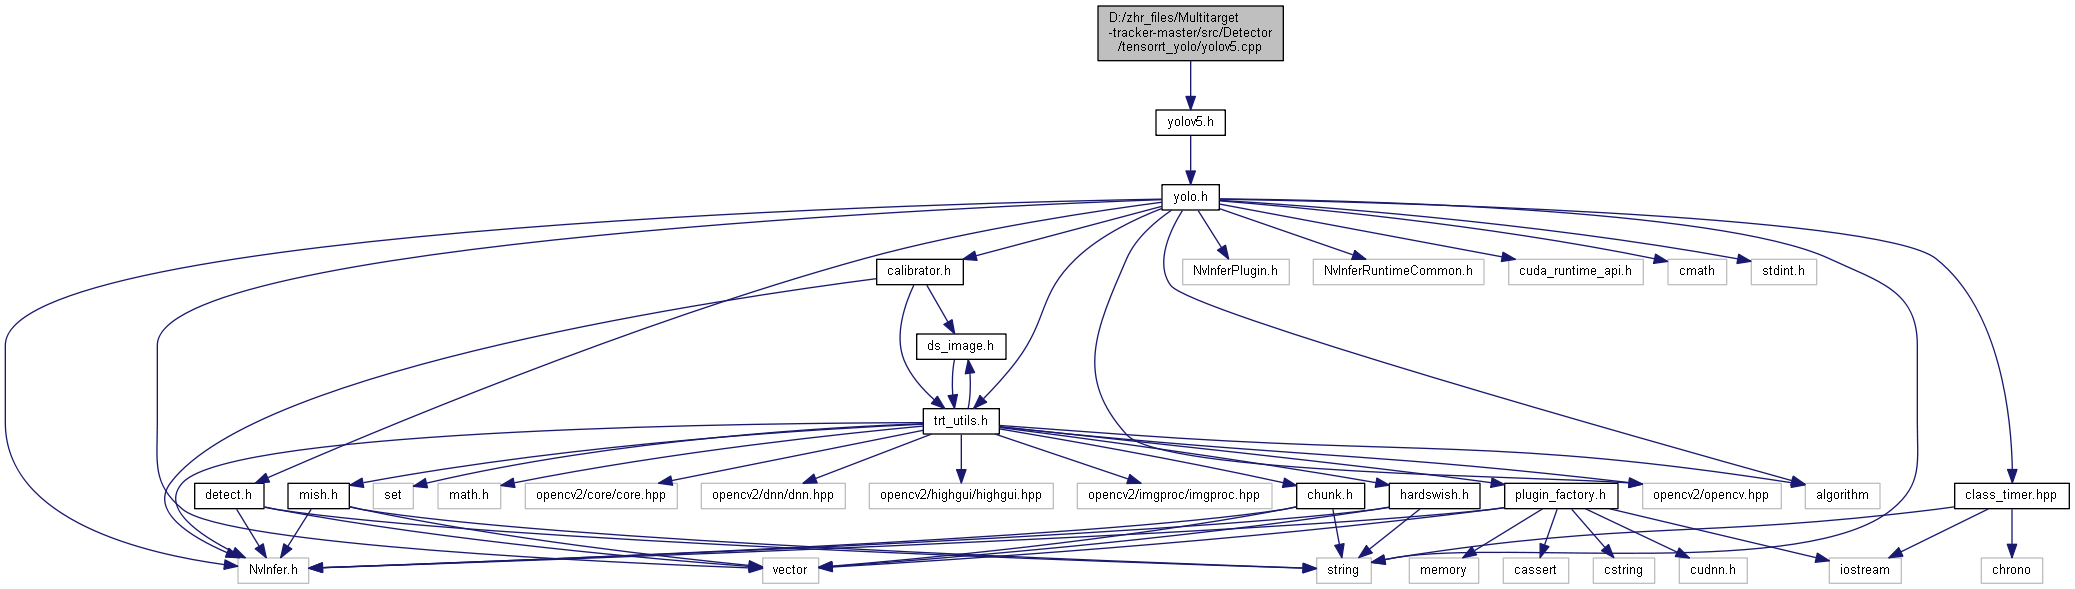 D:/zhr_files/Multitarget
-tracker-master/src/Detector
/tensorrt_yolo/yolov5.cpp
yolov5.h
yolo.h
calibrator.h
NvInferPlugin.h
NvInferRuntimeCommon.h
cuda_runtime_api.h
cmath
stdint.h
ds_image.h
trt_utils.h
detect.h
mish.h
set
math.h
opencv2/core/core.hpp
opencv2/dnn/dnn.hpp
opencv2/highgui/highgui.hpp
opencv2/imgproc/imgproc.hpp
chunk.h
hardswish.h
plugin_factory.h
opencv2/opencv.hpp
algorithm
class_timer.hpp
NvInfer.h
vector
string
memory
cassert
cstring
cudnn.h
iostream
chrono